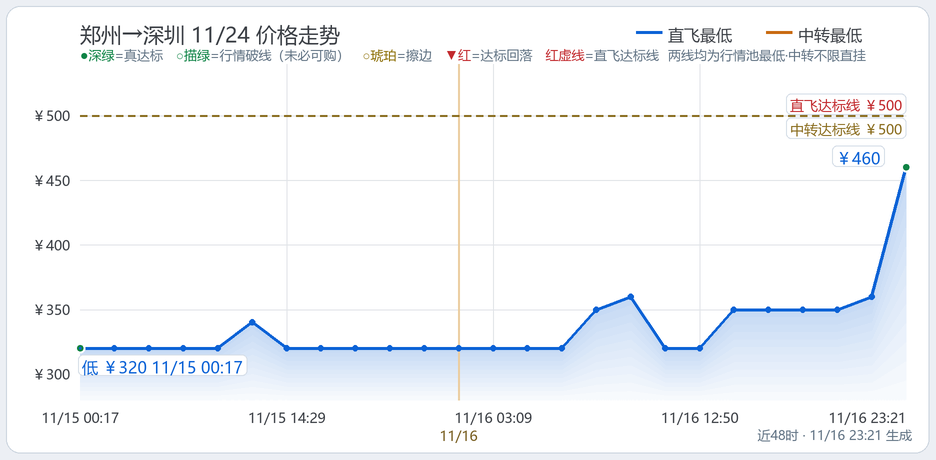 郑州→深圳 11/24 价格走势
直飞最低 中转最低
●深绿=真达标 ○描绿=行情破线（未必可购） ○琥珀=擦边 ▼红=达标回落 红虚线=直飞达标线 两线均为行情池最低·中转不限直挂
¥500
直飞达标线 ¥500
中转达标线 ¥500
¥460
¥450
¥400
¥350
¥300
低 ¥320 11/15 00:17
11/15 00:17 11/15 14:29 11/16 03:09 11/16 12:50 11/16 23:21
11/16
近48时 · 11/16 23:21 生成